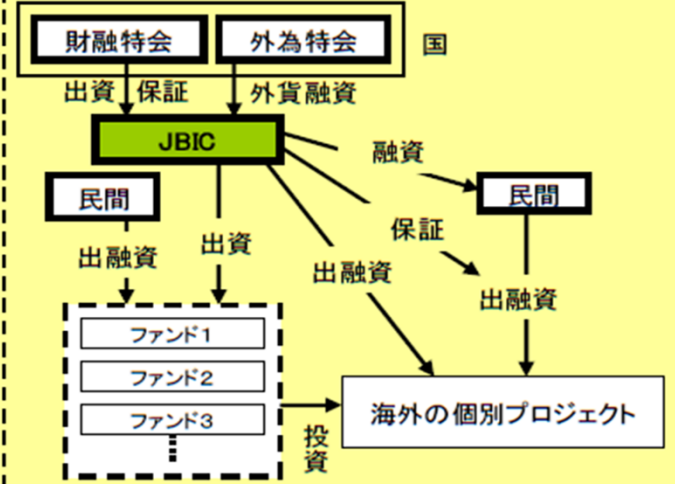 財融特会
外為特会
国
出資
保証
外貨融資
JBIC
融資
民間
民間
保証
出融資
出資
出融資
出融資
ファンド1
ファンド2
ファンド3
海外の個別プロジェクト
投資